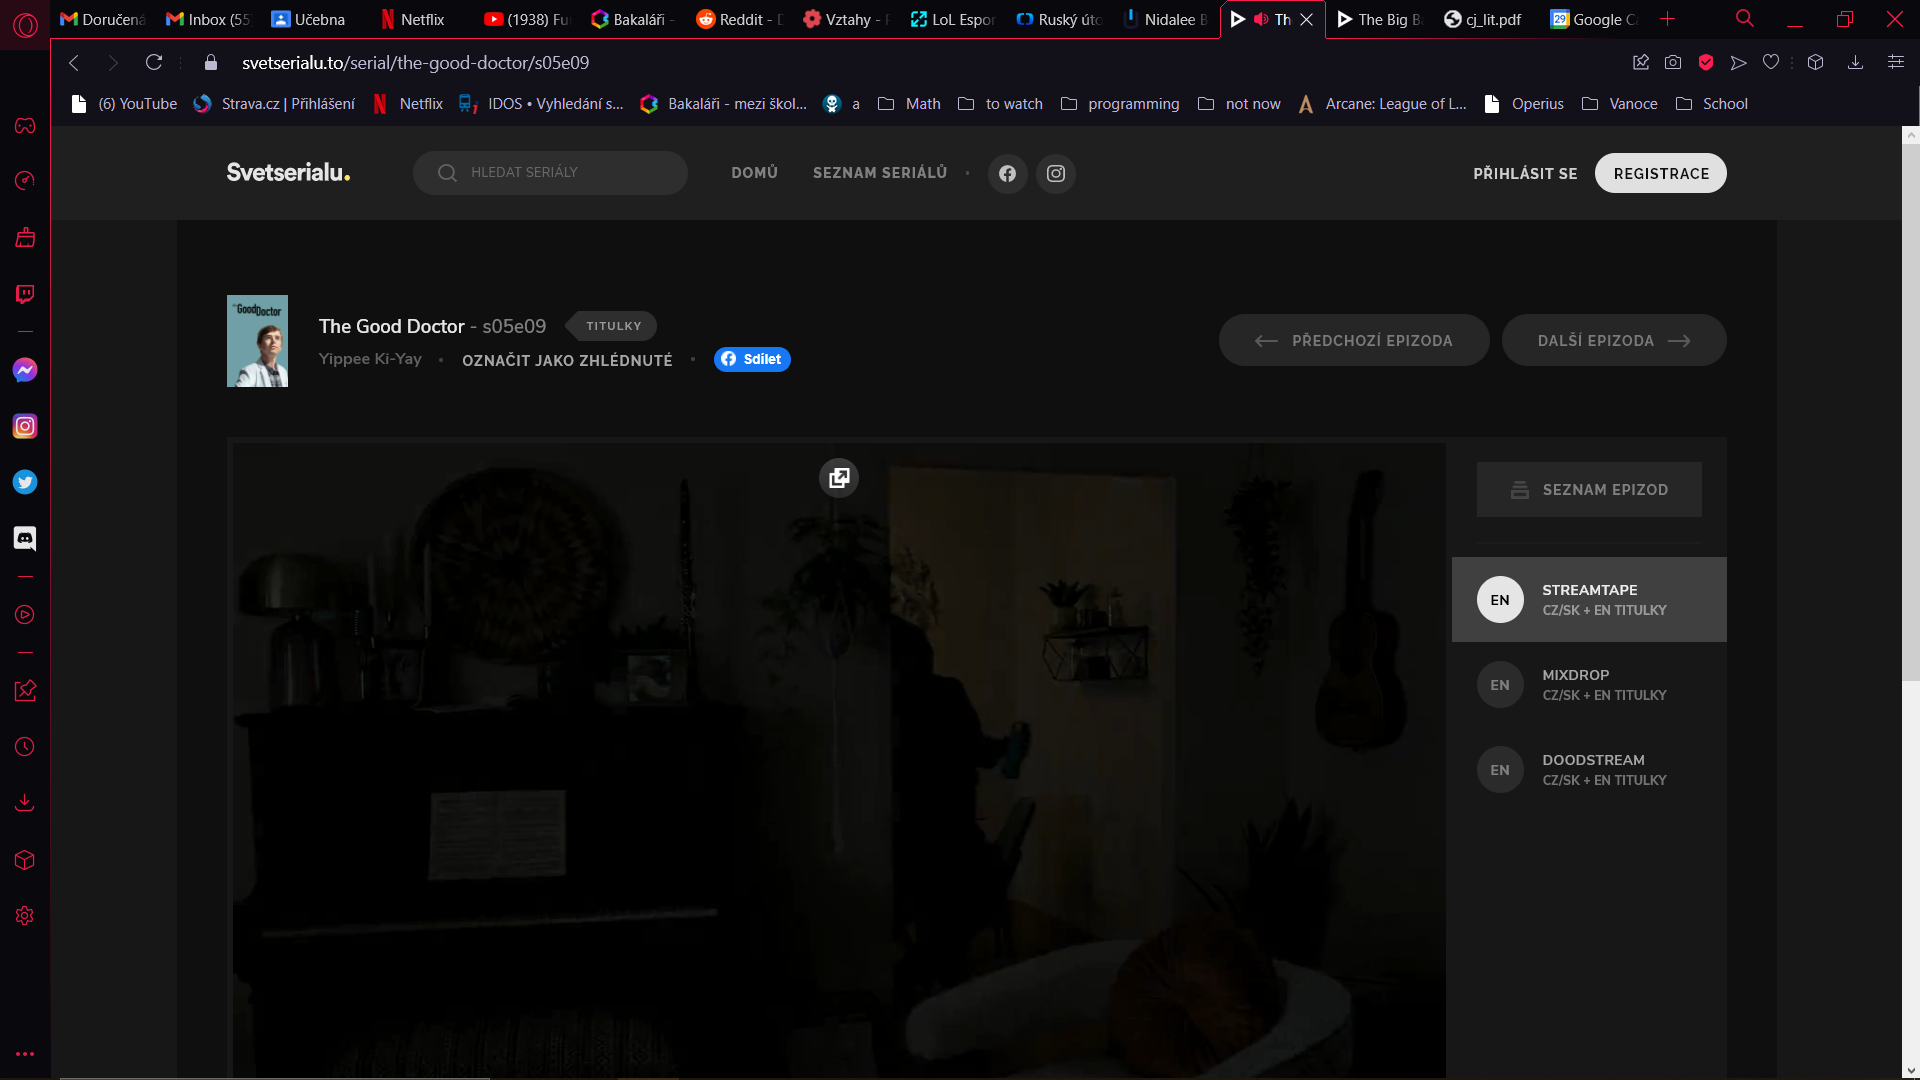 Doručená Inbox (55 Učebna Netflix (1938) Fu Bakaláři - Reddit - D Vztahy - F LoL Espor Ruský úto Nidalee B Th The Big B cj_lit.pdf Google C
svetserialu.to/serial/the-good-doctor/s05e09
(6) YouTube Strava.cz | Přihlášení Netflix IDOS • Vyhledání s... Bakaláři - mezi škol... a Math to watch programming not now Arcane: League of L... Operius Vanoce School
Svetserialu. HLEDAT SERIÁLY DOMŮ SEZNAM SERIÁLŮ PŘIHLÁSIT SE REGISTRACE
The Good Doctor
The Good Doctor - s05e09 TITULKY
Yippee Ki-Yay • OZNAČIT JAKO ZHLÉDNUTÉ • Sdílet
PŘEDCHOZÍ EPIZODA DALŠÍ EPIZODA
SEZNAM EPIZOD
EN STREAMTAPE
CZ/SK + EN TITULKY
EN MIXDROP
CZ/SK + EN TITULKY
EN DOODSTREAM
CZ/SK + EN TITULKY